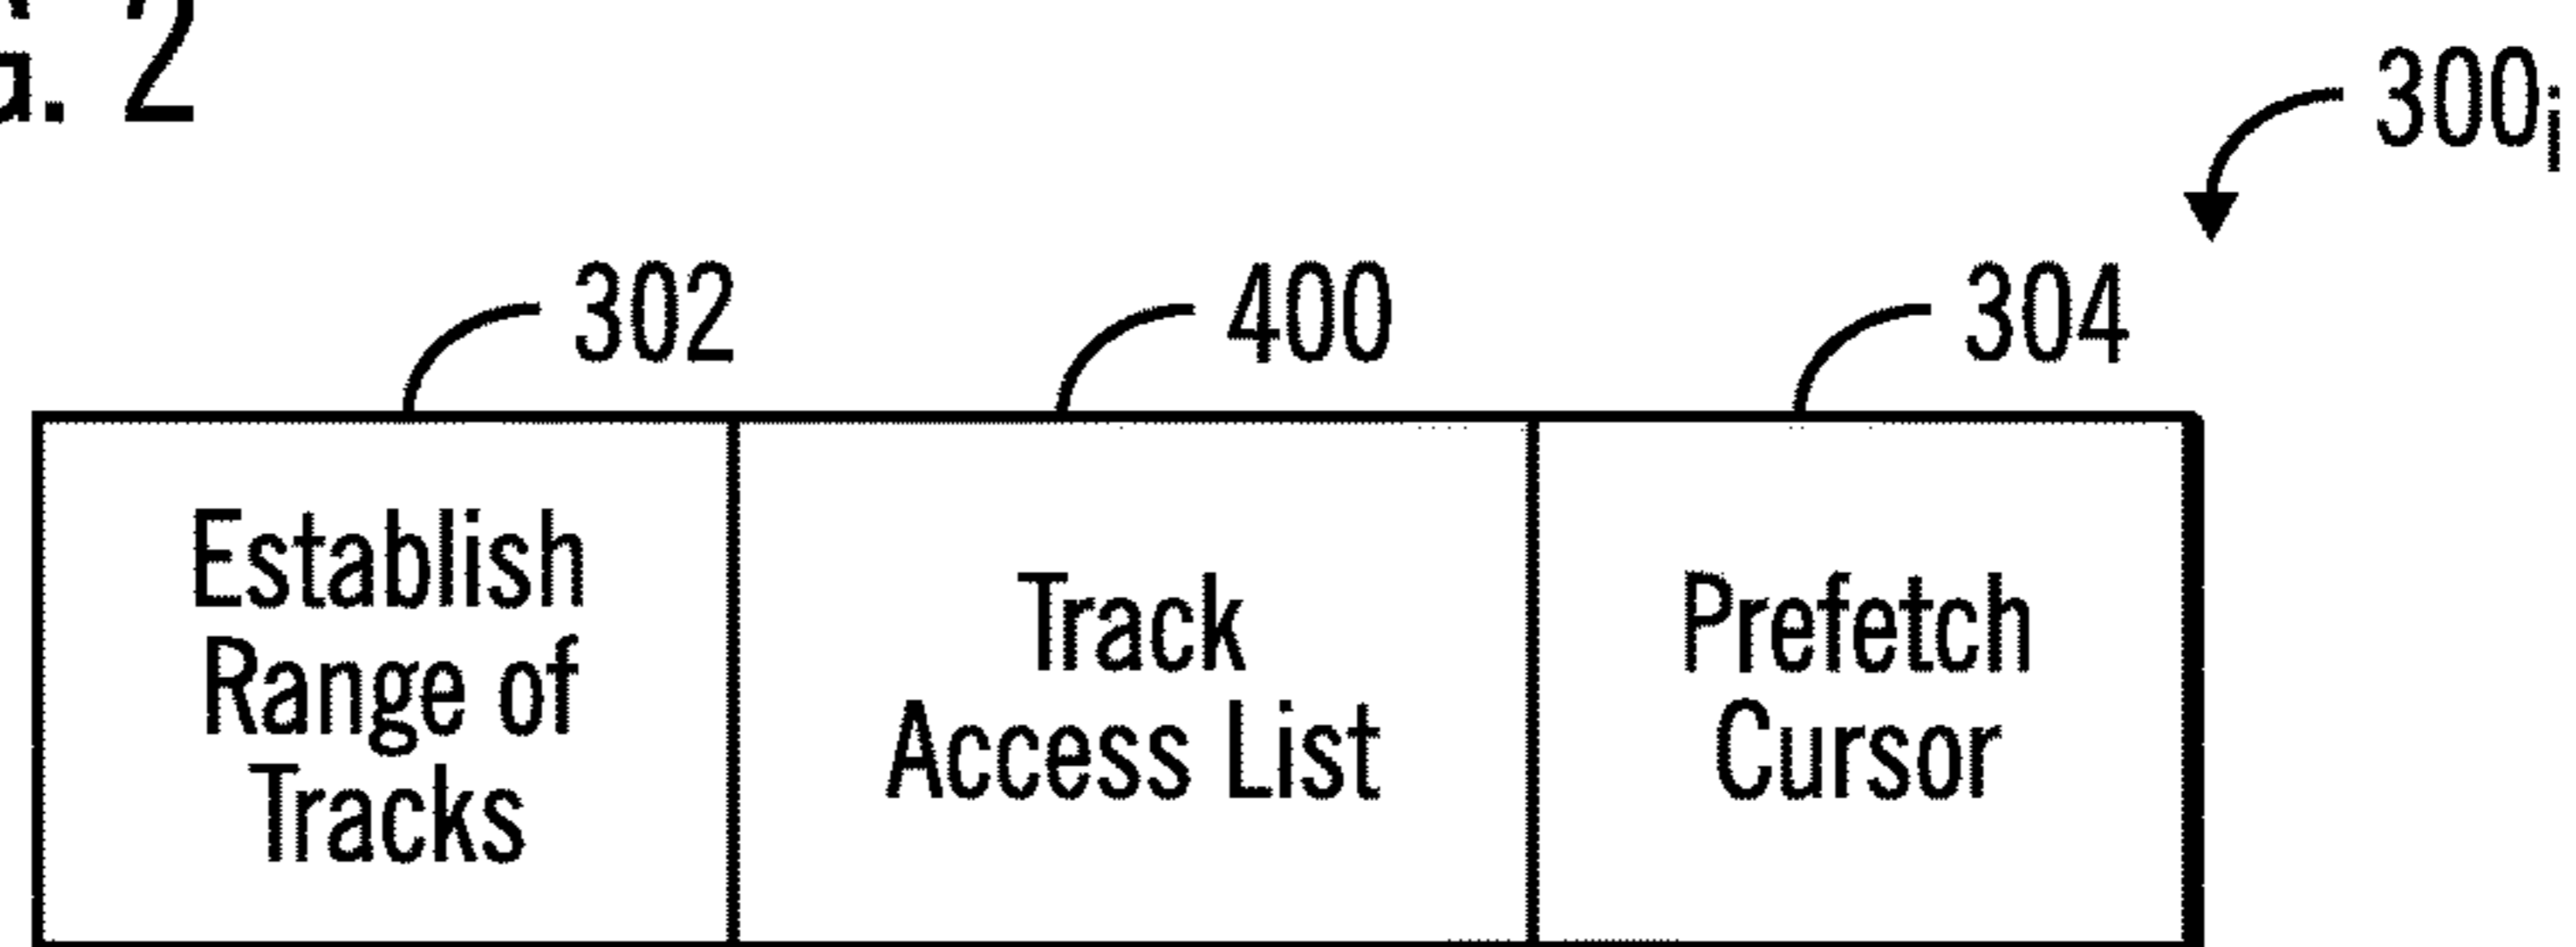 G. 2
300i
302
400
304
Establish
Range of
Tracks
Track
Access List
Prefetch
Cursor